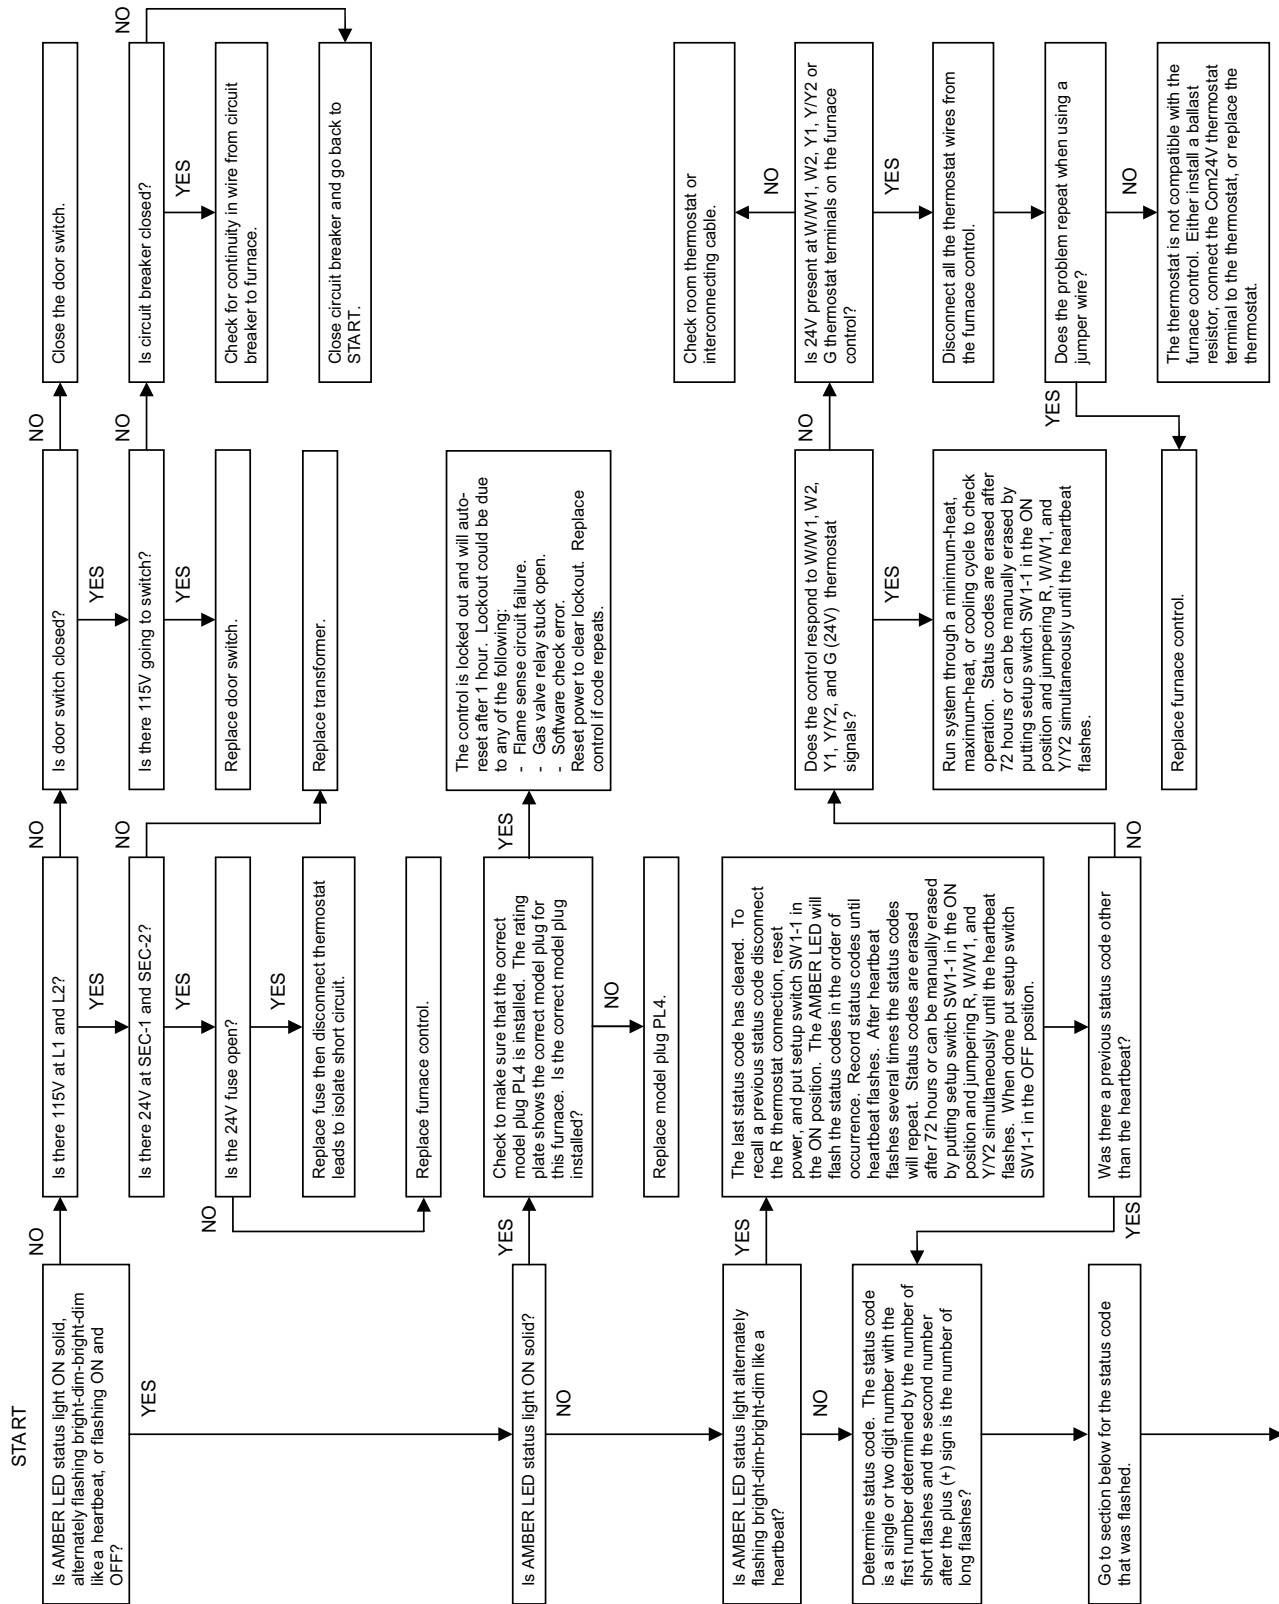 START
Is AMBER LED status light ON solid,
alternately flashing bright-dim-bright-dim
like a heartbeat, or flashing ON and
OFF?
NO
YES
Is there 115V at L1 and L2?
NO
YES
Is door switch closed?
NO
YES
Close the door switch.
Is there 24V at SEC-1 and SEC-2?
NO
YES
Is there 115V going to switch?
NO
YES
Is circuit breaker closed?
NO
YES
Is the 24V fuse open?
NO
YES
Replace door switch.
Check for continuity in wire from circuit
breaker to furnace.
Replace fuse then disconnect thermostat
leads to isolate short circuit.
Replace transformer.
Close circuit breaker and go back to
START.
Replace furnace control.
Is AMBER LED status light ON solid?
YES
NO
Check to make sure that the correct
model plug PL4 is installed. The rating
plate shows the correct model plug for
this furnace. Is the correct model plug
installed?
YES
NO
The control is locked out and will auto-
reset after 1 hour. Lockout could be due
to any of the following:
- Flame sense circuit failure.
- Gas valve relay stuck open.
- Software check error.
Reset power to clear lockout. Replace
control if code repeats.
Replace model plug PL4.
Is AMBER LED status light alternately
flashing bright-dim-bright-dim like a
heartbeat?
YES
NO
The last status code has cleared. To
recall a previous status code disconnect
the R thermostat connection, reset
power, and put setup switch SW1-1 in
the ON position. The AMBER LED will
flash the status codes in the order of
occurrence. Record status codes until
heartbeat flashes. After heartbeat
flashes several times the status codes
will repeat. Status codes are erased
after 72 hours or can be manually erased
by putting setup switch SW1-1 in the ON
position and jumpering R, W/W1, and
Y/Y2 simultaneously until the heartbeat
flashes. When done put setup switch
SW1-1 in the OFF position.
Was there a previous status code other
than the heartbeat?
NO
YES
Determine status code. The status code
is a single or two digit number with the
first number determined by the number of
short flashes and the second number
after the plus (+) sign is the number of
long flashes?
Go to section below for the status code
that was flashed.
Does the control respond to W/W1, W2,
Y1, Y/Y2, and G (24V) thermostat
signals?
NO
YES
Run system through a minimum-heat,
maximum-heat, or cooling cycle to check
operation. Status codes are erased after
72 hours or can be manually erased by
putting setup switch SW1-1 in the ON
position and jumpering R, W/W1, and
Y/Y2 simultaneously until the heartbeat
flashes.
Check room thermostat or
interconnecting cable.
NO
Is 24V present at W/W1, W2, Y1, Y/Y2 or
G thermostat terminals on the furnace
control?
YES
Disconnect all the thermostat wires from
the furnace control.
Does the problem repeat when using a
jumper wire?
YES
NO
Replace furnace control.
The thermostat is not compatible with the
furnace control. Either install a ballast
resistor, connect the Com24V thermostat
terminal to the thermostat, or replace the
thermostat.